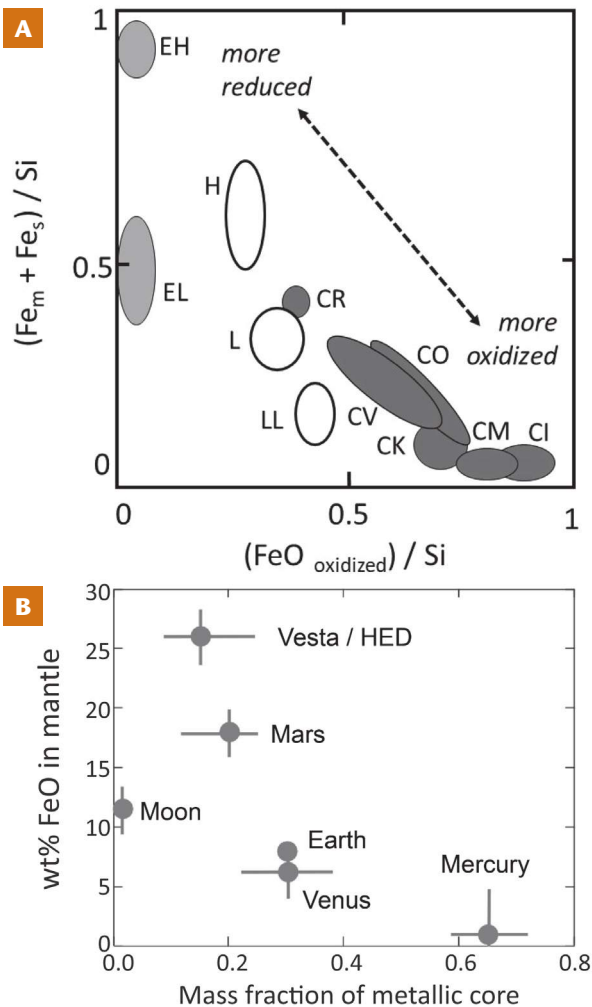 A
1
EH
more
reduced
H
(Feₘ + Feₛ) / Si
0.5
EL
CR
more
oxidized
L
CO
LL
CV
CK
CM
CI
0
0
0.5
1
(FeO oxidized) / Si
B
30
Vesta / HED
25
20
Mars
15
wt% FeO in mantle
Moon
10
Earth
Mercury
5
Venus
0
0.0
0.2
0.4
0.6
0.8
Mass fraction of metallic core